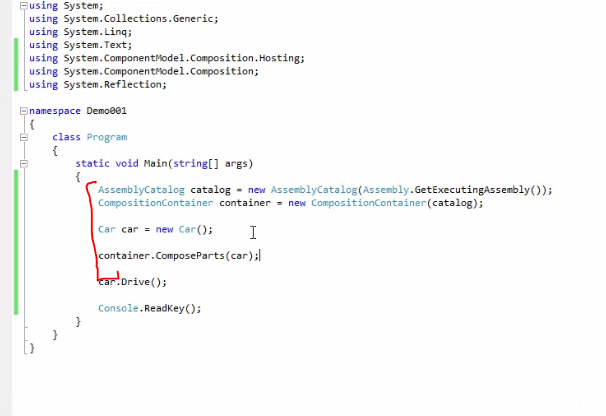 using System;
using System.Collections.Generic;
using System.Linq;
using System.Text;
using System.ComponentModel.Composition.Hosting;
using System.ComponentModel.Composition;
using System.Reflection;
namespace Demo001
{
class Program
{
static void Main(string[] args)
{
AssemblyCatalog catalog = new AssemblyCatalog(Assembly.GetExecutingAssembly());
CompositionContainer container = new CompositionContainer(catalog);
Car car = new Car();
container.ComposeParts(car);
car.Drive();
Console.ReadKey();
}
}
}